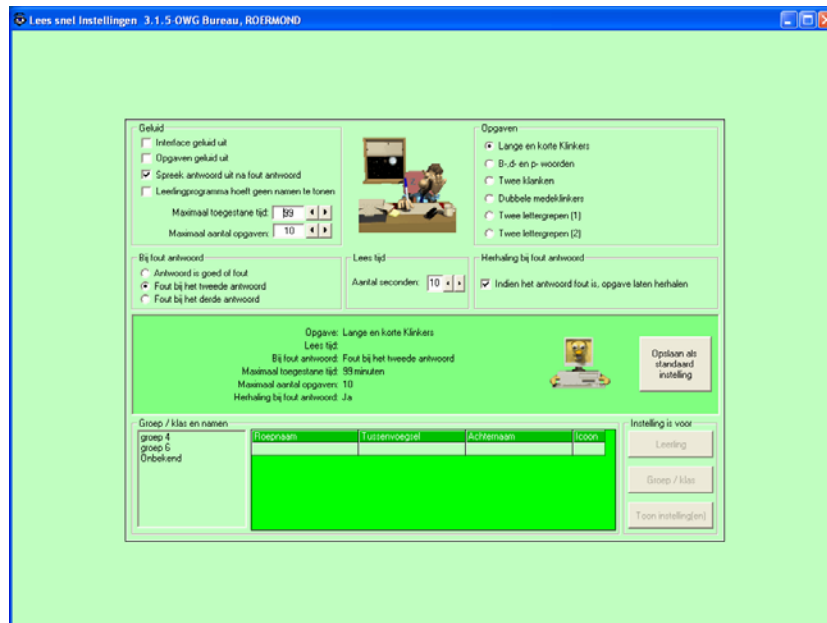 Lees snel Instellingen 3.1.5-OWG Bureau, ROERMOND
Geluid
Interface geluid uit
Opgaven geluid uit
Spreek antwoord uit na fout antwoord
Leerlingprogramma hoeft geen namen te tonen
Maximaal toegestane tijd: 99
Maximaal aantal opgaven: 10
Opgaven
Lange en korte Klinkers
B-,d- en p- woorden
Twee klanken
Dubbele medeklinkers
Twee lettergrepen (1)
Twee lettergrepen (2)
Bij fout antwoord
Antwoord is goed of fout
Fout bij het tweede antwoord
Fout bij het derde antwoord
Lees tijd
Aantal seconden: 10
Herhaling bij fout antwoord
Indien het antwoord fout is, opgave laten herhalen
Opgave: Lange en korte Klinkers
Lees tijd:
Bij fout antwoord: Fout bij het tweede antwoord
Maximaal toegestane tijd: 99 minuten
Maximaal aantal opgaven: 10
Herhaling bij fout antwoord: Ja
Opslaan als
standaard
instelling
Groep / klas en namen
groep 4
groep 6
Onbekend
Roepnaam Tussenvoegsel Achternaam Icoon
Instelling is voor
Leerling
Groep / klas
Toon instelling(en)